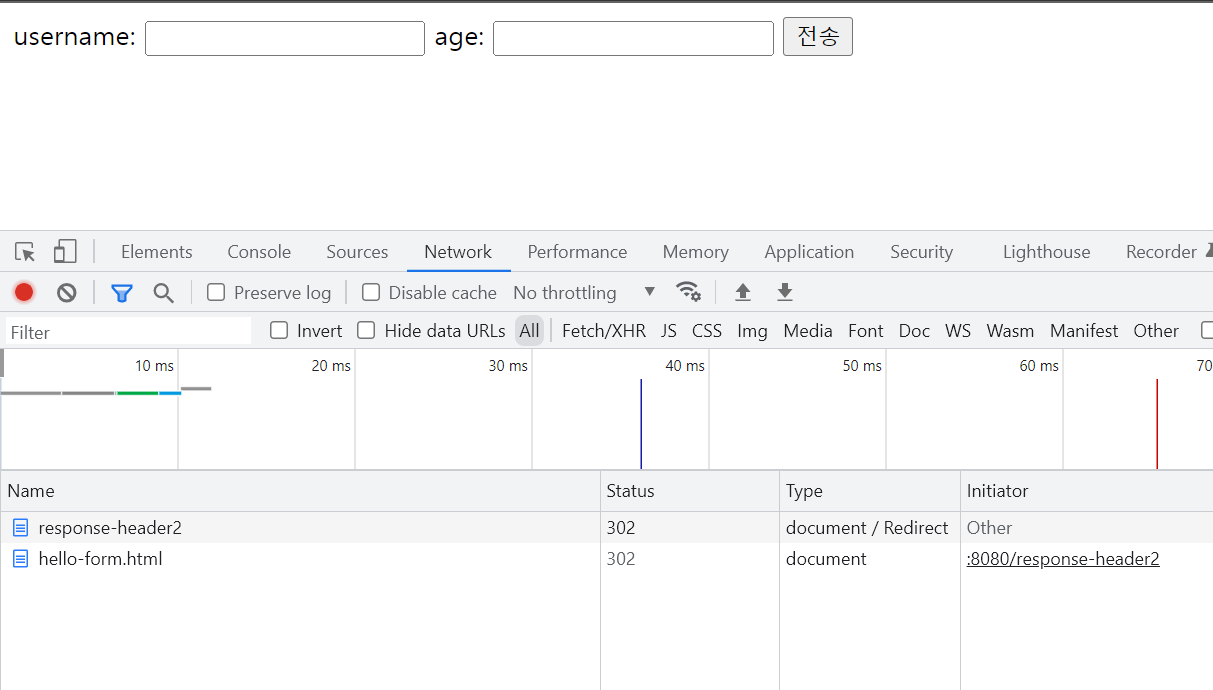 username: age: 전송
Elements Console Sources Network Performance Memory Application Security Lighthouse Recorder
Preserve log Disable cache No throttling
Filter Invert Hide data URLs All Fetch/XHR JS CSS Img Media Font Doc WS Wasm Manifest Other
10 ms 20 ms 30 ms 40 ms 50 ms 60 ms 70
Name Status Type Initiator
response-header2 302 document / Redirect Other
hello-form.html 302 document :8080/response-header2